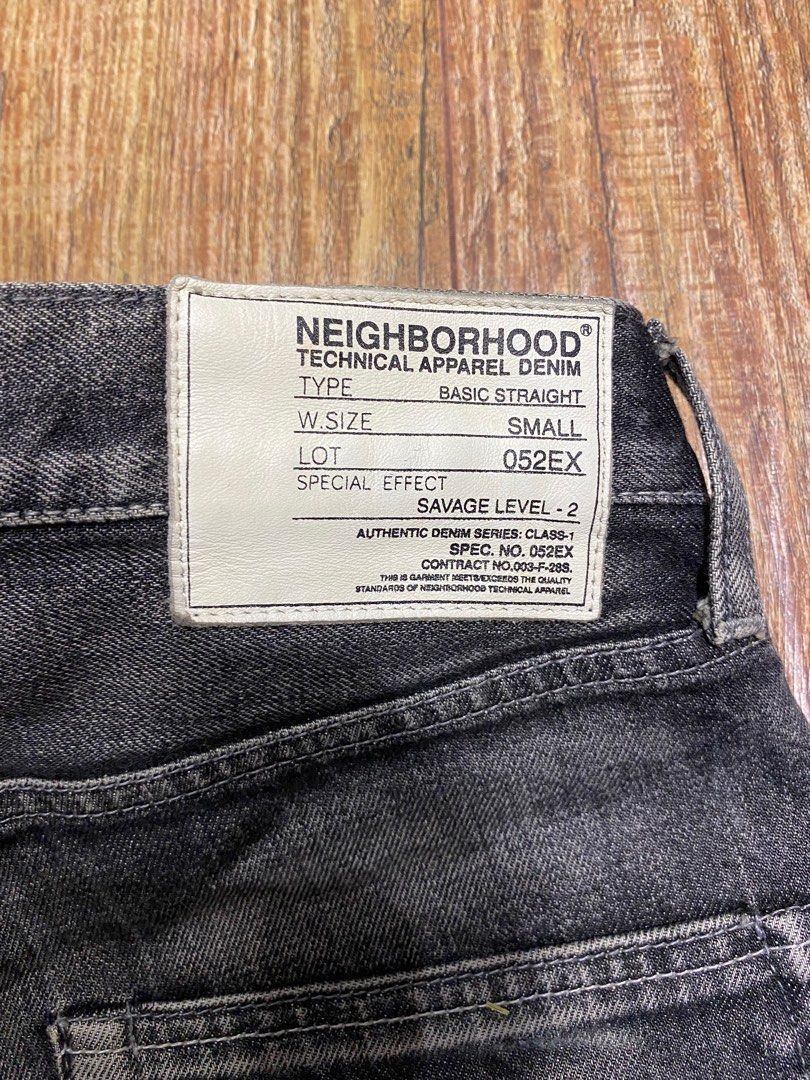 NEIGHBORHOOD®
TECHNICAL APPAREL DENIM
TYPE BASIC STRAIGHT
W.SIZE SMALL
LOT 052EX
SPECIAL EFFECT
SAVAGE LEVEL - 2
AUTHENTIC DENIM SERIES: CLASS-1
SPEC. NO. 052EX
CONTRACT NO.003-F-28S.
THIS IS GARMENT MEETS/EXCEEDS THE QUALITY
STANDARDS OF NEIGHBORHOOD TECHNICAL APPAREL